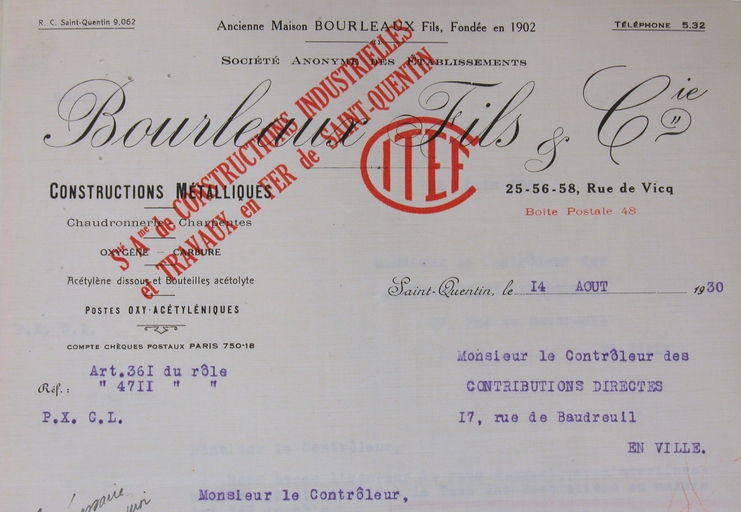 R. C. Saint-Quentin 9,062
Ancienne Maison BOURLEAUX Fils, Fondée en 1902
TÉLÉPHONE 5.32
SOCIÉTÉ ANONYME DES ÉTABLISSEMENTS
Bourleaux Fils & Cie
Sté Ame de CONSTRUCTIONS INDUSTRIELLES
et TRAVAUX en FER de SAINT-QUENTIN
CITEF
CONSTRUCTIONS MÉTALLIQUES
Chaudronnerie - Charpentes
OXYGÈNE - CARBURE
Acétylène dissous et Bouteilles acétolyte
POSTES OXY-ACÉTYLÉNIQUES
COMPTE CHÈQUES POSTAUX PARIS 750-18
25-56-58, Rue de Vicq
Boîte Postale 48
Saint-Quentin, le 14 AOUT 1930
Art.36I du rôle
Réf. : " 47II " "
P.X. G.L.
Monsieur le Contrôleur des
CONTRIBUTIONS DIRECTES
I7, rue de Baudreuil
EN VILLE.
Monsieur le Contrôleur,